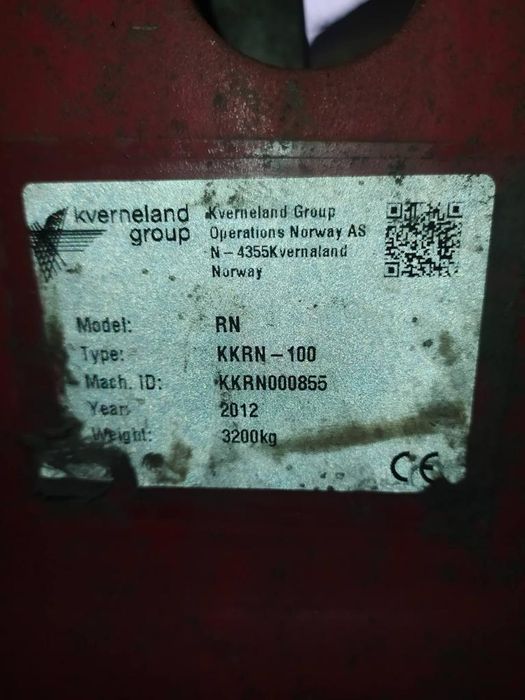 kverneland
group
Kverneland Group
Operations Norway AS
N-4355Kvernaland
Norway
Model: RN
Type: KKRN-100
Mach. ID: KKRN000855
Year: 2012
Weight: 3200kg
CE